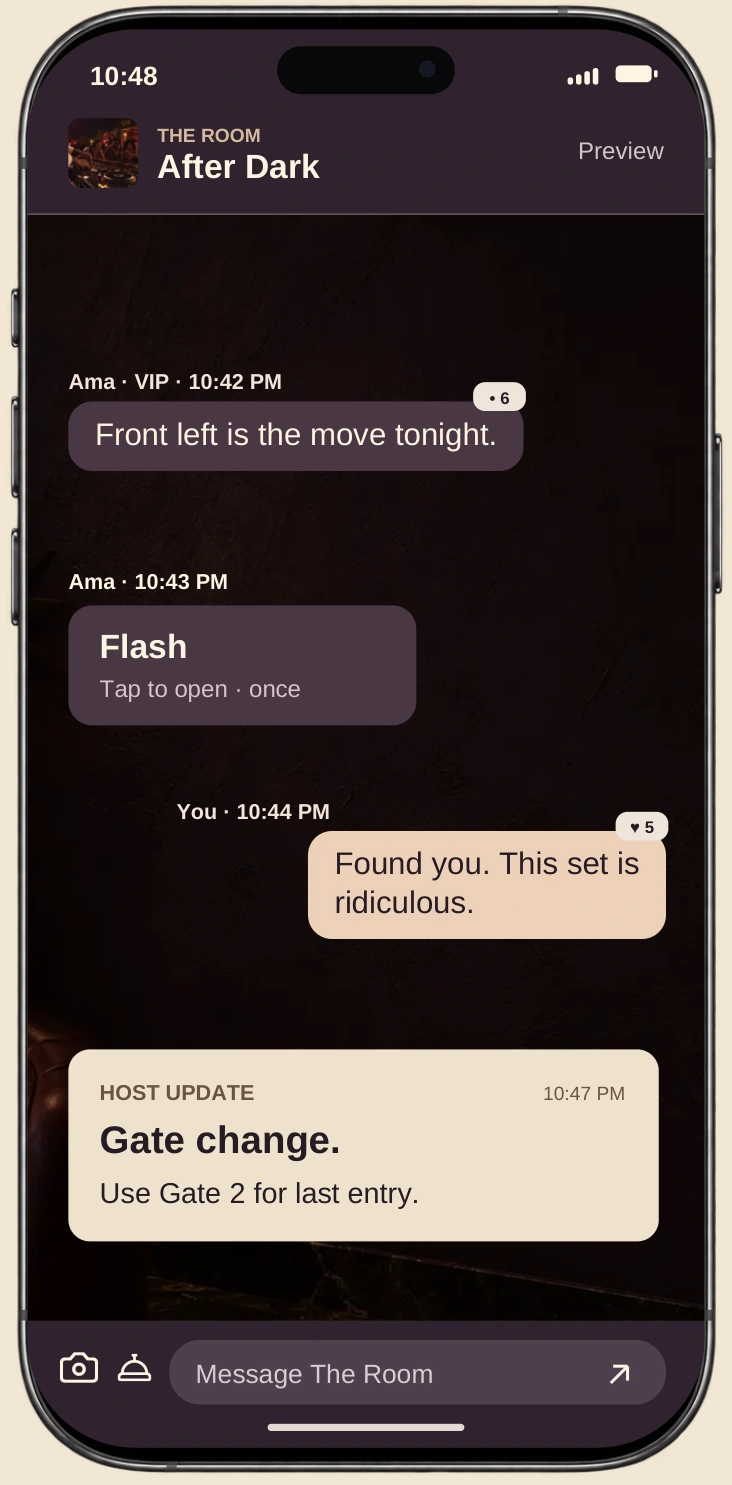 10:48
THE ROOM
After Dark
Preview
Ama · VIP · 10:42 PM
• 6
Front left is the move tonight.
Ama · 10:43 PM
Flash
Tap to open · once
You · 10:44 PM
♥ 5
Found you. This set is
ridiculous.
HOST UPDATE
10:47 PM
Gate change.
Use Gate 2 for last entry.
Message The Room